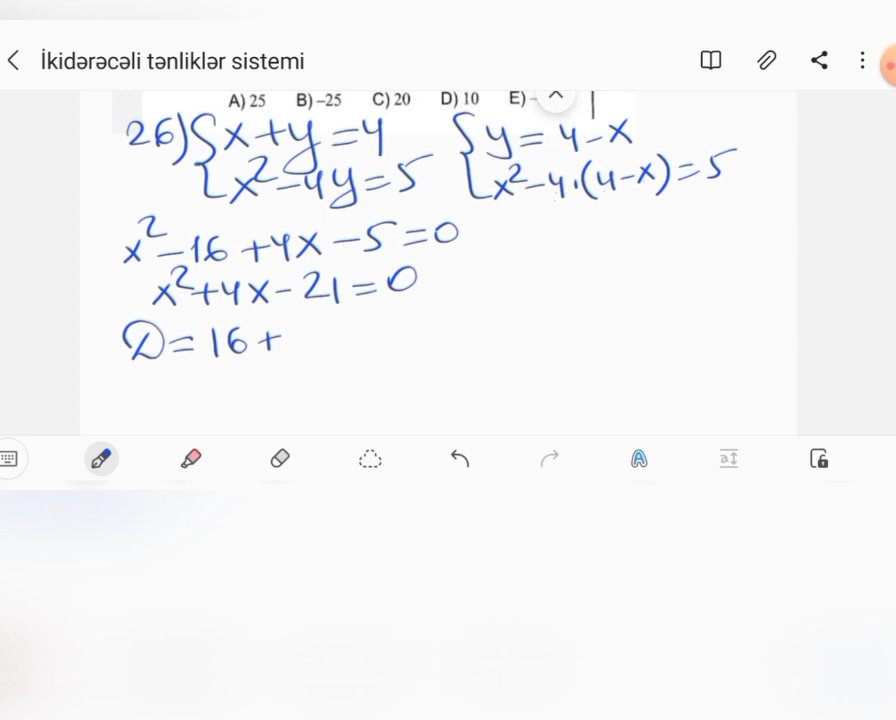 İkidərəcəli tənliklər sistemi
A) 25 B) –25 C) 20 D) 10 E) -
26) {x+y=4 {y=4-x
x²-4y=5 x²-4·(4-x)=5
x²-16+4x-5=0
x²+4x-21=0
D=16+